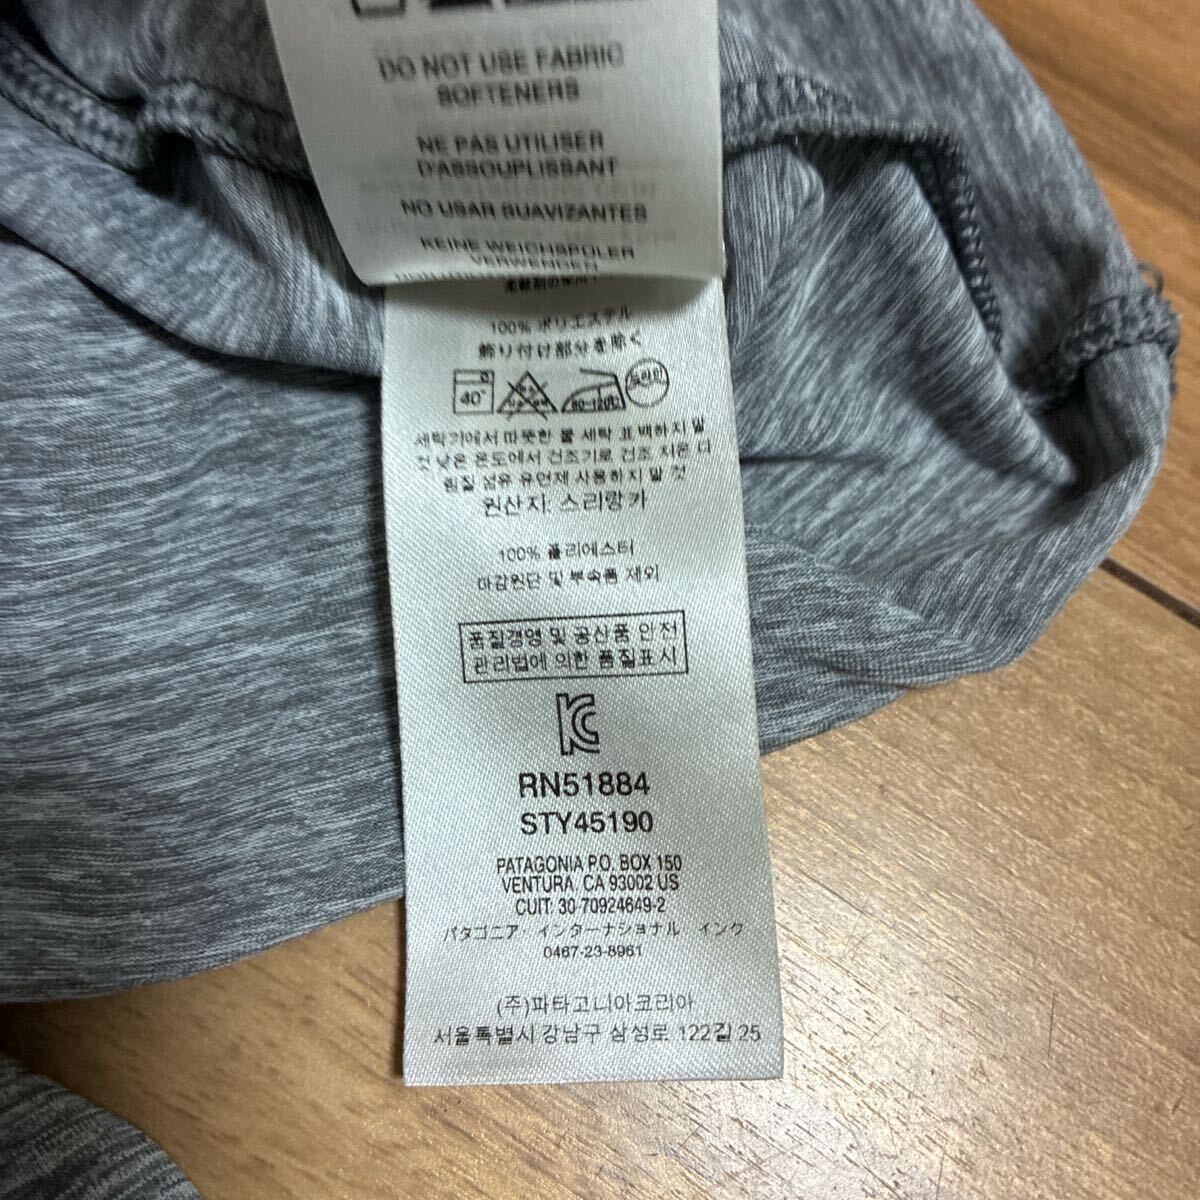 DO NOT USE FABRIC
SOFTENERS
NE PAS UTILISER
D'ASSOUPLISSANT
NO USAR SUAVIZANTES
KEINE WEICHSPÜLER
VERWENDEN
100% ポリエステル
飾り付け部分を除く
40°
80~120℃
드라이
세탁기에서 따뜻한 물 세탁 표백하지 말
것 낮은 온도에서 건조기로 건조 지운 다
림질 섬유 유연제 사용하지 말 것
원산지: 스리랑카
100% 폴리에스터
마감원단 및 부속품 제외
품질경영 및 공산품 안전
관리법에 의한 품질표시
RN51884
STY45190
PATAGONIA P.O. BOX 150
VENTURA, CA 93002 US
CUIT: 30-70924649-2
パタゴニア インターナショナル インク
0467-23-8961
(주)파타고니아코리아
서울특별시 강남구 삼성로 122길 25